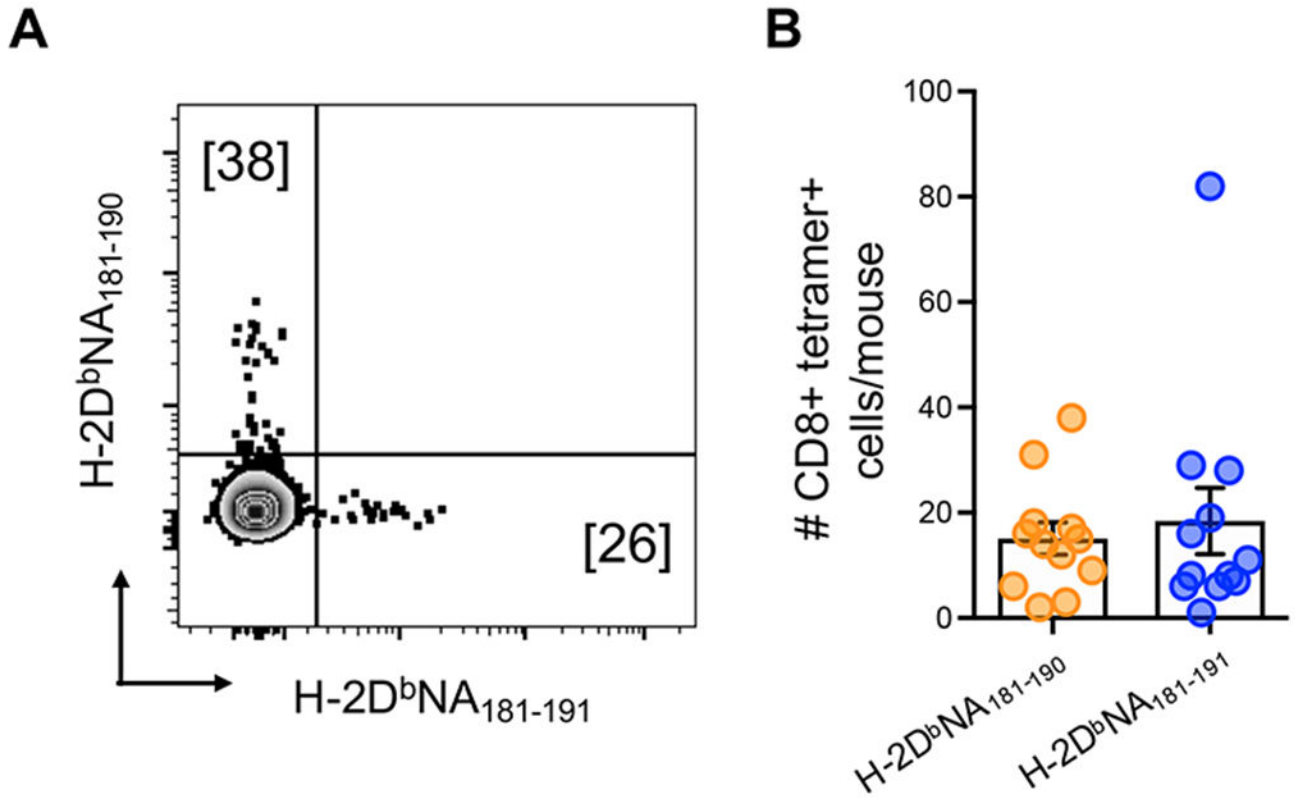 A
[38]
H-2DᵇNA₁₈₁₋₁₉₀
[26]
H-2DᵇNA₁₈₁₋₁₉₁
B
# CD8+ tetramer+
cells/mouse
100
80
60
40
20
0
H-2DᵇNA₁₈₁₋₁₉₀
H-2DᵇNA₁₈₁₋₁₉₁